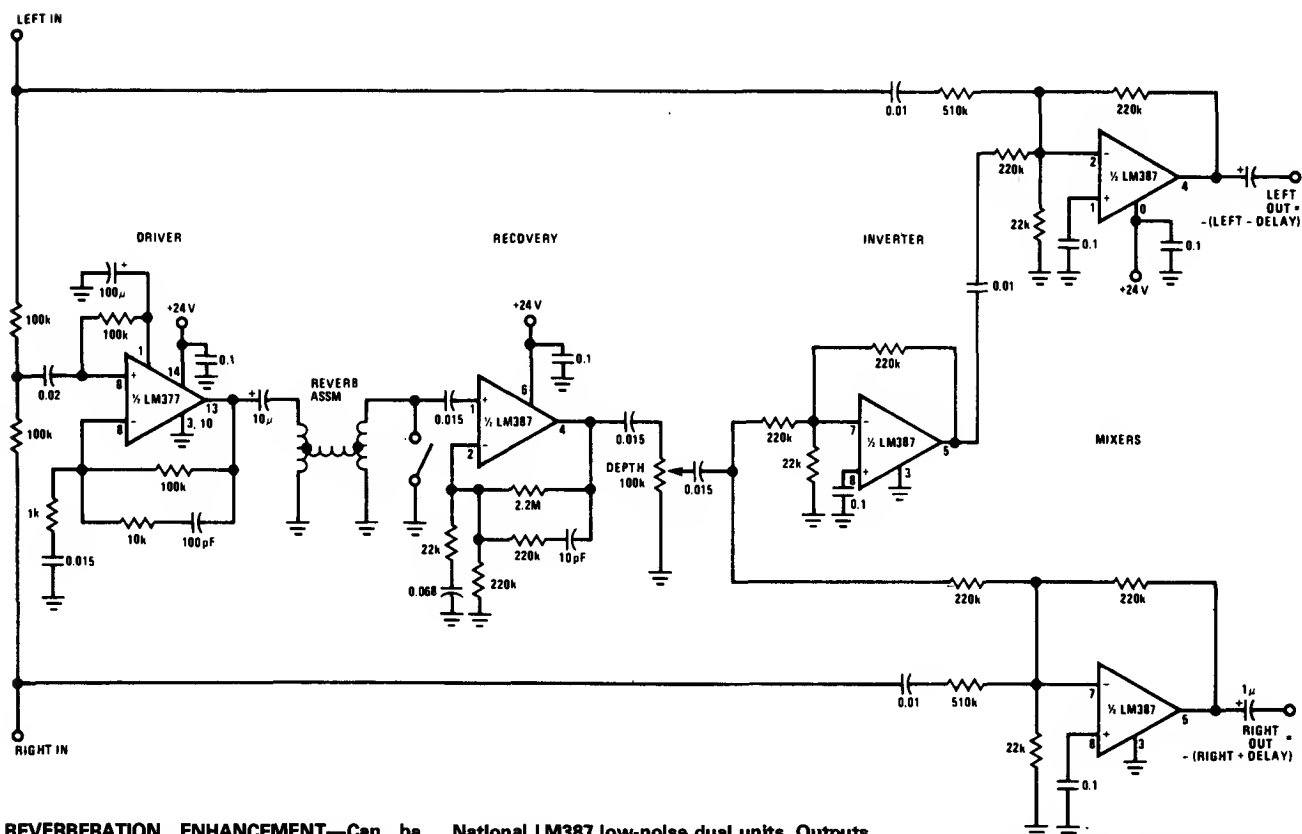 LEFT IN
0.01
510k
220k
220k
2
-
½ LM387
4
+
1
+
LEFT
OUT =
-(LEFT - DELAY)
22k
0
0.1
0.1
+24 V
DRIVER
RECOVERY
INVERTER
0.01
100µ
+
+24 V
+24 V
100k
100k
0.1
0.1
1
14
6
8
+
½ LM377
13
3, 10
8
-
0.02
+
10µ
REVERB
ASSM
0.015
1
+
½ LM387
4
2
-
0.015
DEPTH
100k
0.015
220k
220k
7
-
½ LM387
5
8
+
3
22k
0.1
MIXERS
100k
100k
1k
10k
100pF
0.015
2.2M
22k
220k
10pF
0.068
220k
220k
220k
0.01
510k
7
-
½ LM387
5
8
+
3
1µ
+
RIGHT
OUT =
-(RIGHT + DELAY)
22k
0.1
RIGHT IN
REVERBERATION ENHANCEMENT—Can be
National LM387 low-noise dual units. Outputs